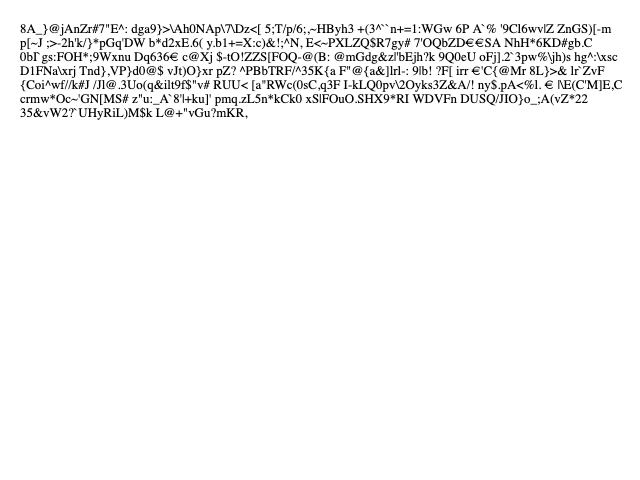 8A_}@jAnZr#7"E^: dga9}>\Ah0NAp\7\Dz<[ 5;T/p/6;,~HByh3 +(3^``n+=1:WGw 6P A`% '9Cl6wv|Z ZnGS)[-m
p[~J ;>-2h'k/}*pGq'DW b*d2xE.6( y.b1+=X:c)&!;^N, E<~PXLZQ$R7gy# 7'OQbZD€€SA NhH*6KD#gb.C
0bI`gs:FOH*;9Wxnu Dq636€ c@Xj $-tO!ZZS[FOQ-@(B: @mGdg&z!'bEjh?k 9Q0eU oFj].2`3pw%\jh)s hg^:\xsc
D1FNa\xrj Tnd},VP}d0@$ vJt)O}xr pZ? ^PBbTRF/^35K{a F"@{a&]lrl-: 9lb! ?F[ irr €'C{@Mr 8L}>& lr`ZvF
{Coi^wf//k#J /Jl@.3Uo(q&ilt9f$"v# RUU< [a"RWc(0sC,q3F I-kLQ0pv\2Oyks3Z&A/! ny$.pA<%l. € |\E(C'M]E,C
crmw*Oc~'GN[MS# z"u:_A`8'|+ku]' pmq.zL5n*kCk0 xS|FOuO.SHX9*RI WDVFn DUSQ/JIO}o_;A(vZ*22
35&vW2?`UHyRiL)M$k L@+"vGu?mKR,